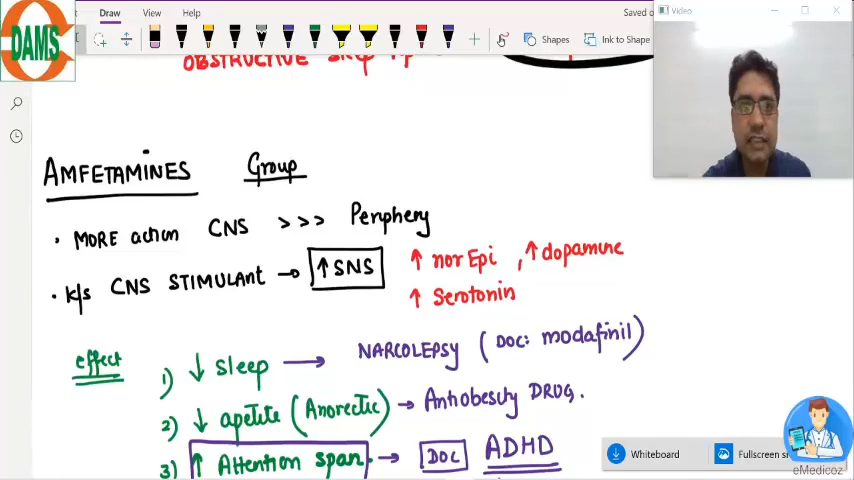 DAMS
Draw
View
Help
Saved o
Video
Shapes
Ink to Shape
OBSTRUCTIVE
AMFETAMINES Group
• MORE action CNS >>> Periphery
• K/s CNS STIMULANT → ↑SNS ↑ norEpi , ↑dopamine
↑ Serotonin
effect
1) ↓ Sleep → NARCOLEPSY (DOC: modafinil)
2) ↓ apetite (Anorectic) → Antiobesity DRUG.
3) ↑ Attention span. → DOC ADHD
Whiteboard
Fullscreen s
eMedicoz